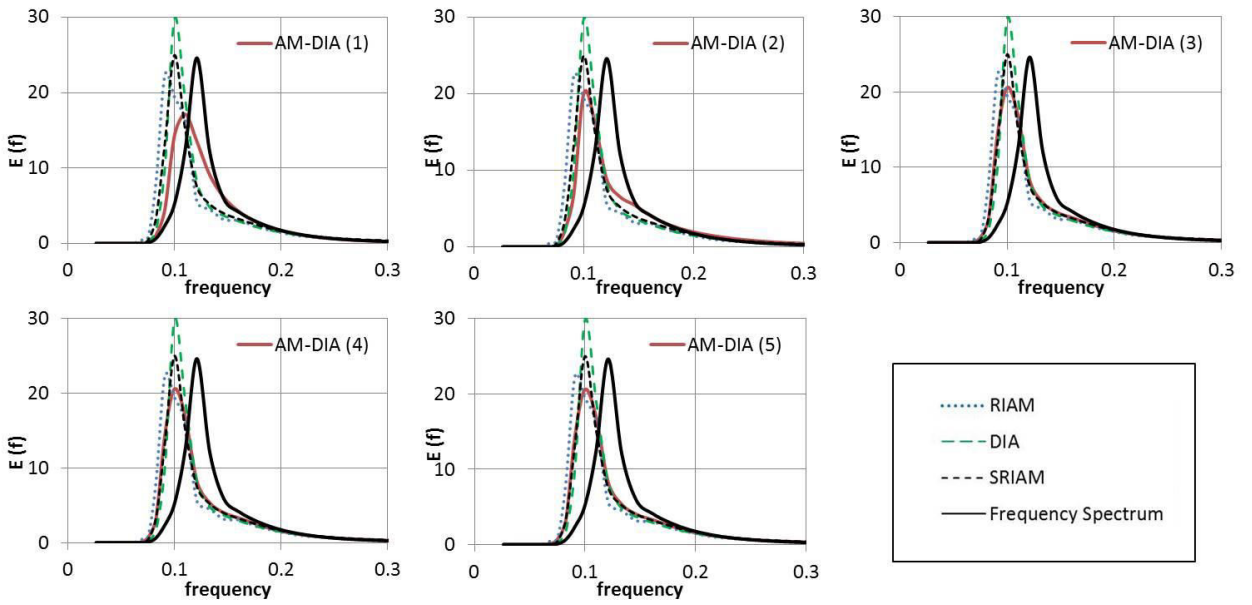 30
20
10
0
E (f)
AM-DIA (1)
0
0.1
0.2
0.3
frequency
30
20
10
0
E (f)
AM-DIA (2)
0
0.1
0.2
0.3
frequency
30
20
10
0
E (f)
AM-DIA (3)
0
0.1
0.2
0.3
frequency
30
20
10
0
E (f)
AM-DIA (4)
0
0.1
0.2
0.3
frequency
30
20
10
0
E (f)
AM-DIA (5)
0
0.1
0.2
0.3
frequency
RIAM
DIA
SRIAM
Frequency Spectrum